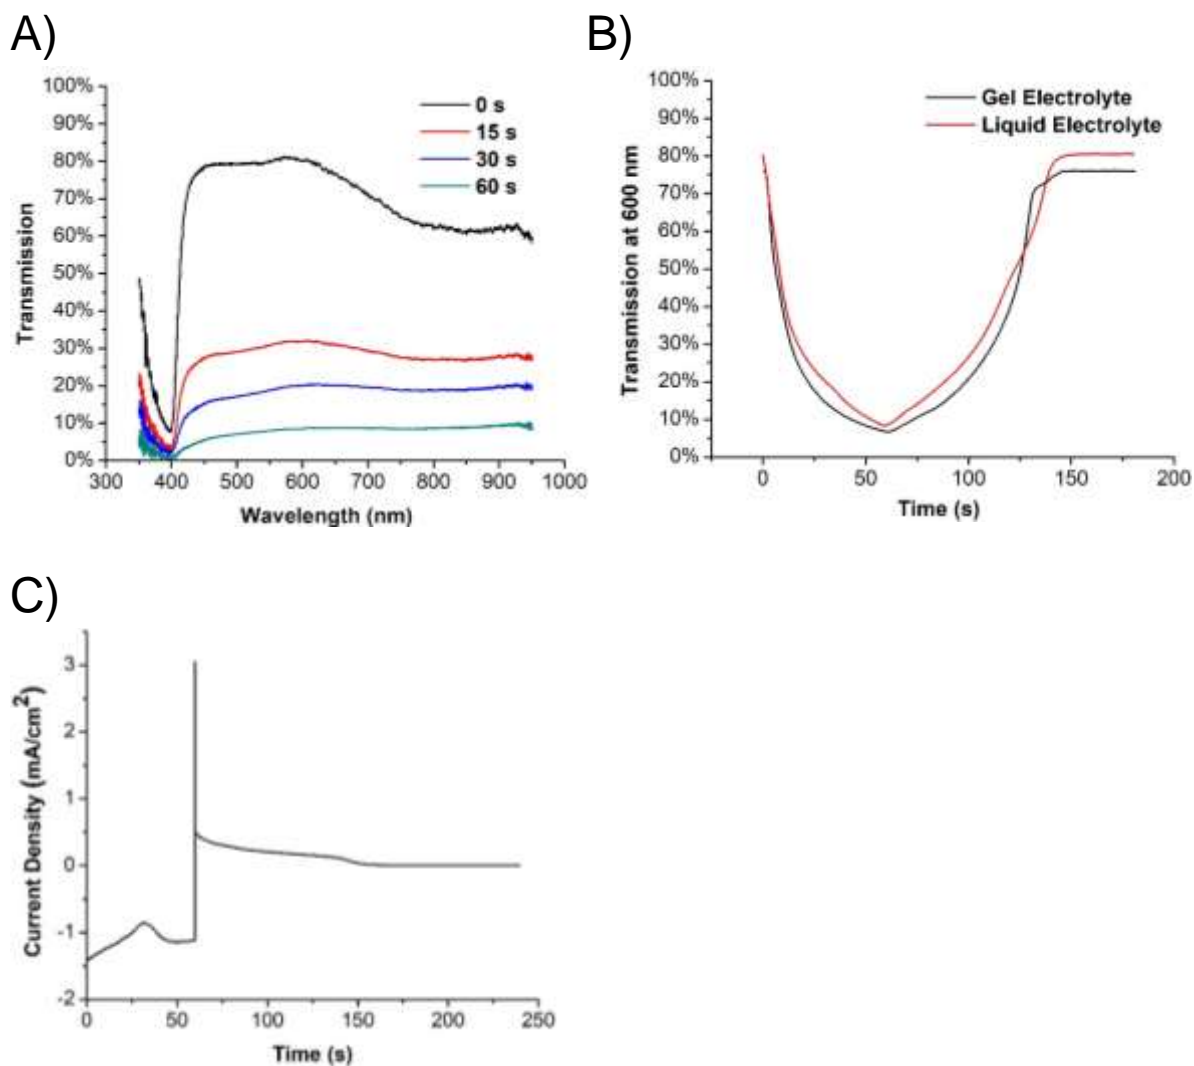 A)
B)
100%
90%
80%
70%
60%
50%
40%
30%
20%
10%
0%
Transmission
0 s
15 s
30 s
60 s
300 400 500 600 700 800 900 1000
Wavelength (nm)
100%
90%
80%
70%
60%
50%
40%
30%
20%
10%
0%
Transmission at 600 nm
Gel Electrolyte
Liquid Electrolyte
0 50 100 150 200
Time (s)
C)
3
2
1
0
-1
-2
Current Density (mA/cm²)
0 50 100 150 200 250
Time (s)